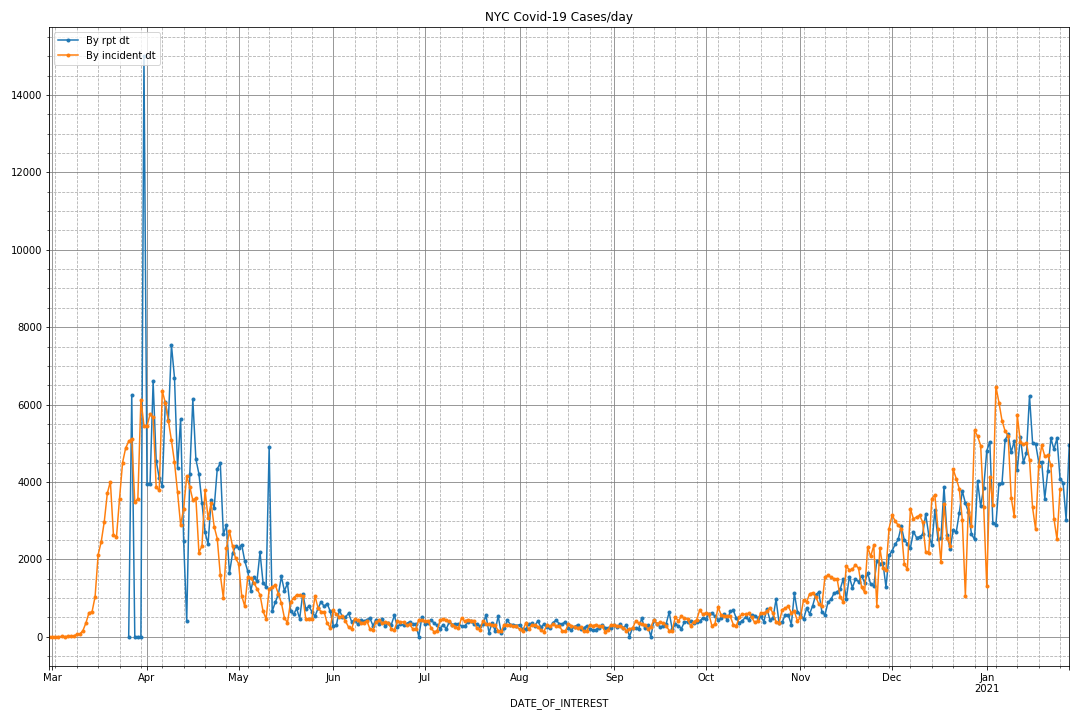 NYC Covid-19 Cases/day
By rpt dt
By incident dt
14000
12000
10000
8000
6000
4000
2000
0
Mar Apr May Jun Jul Aug Sep Oct Nov Dec Jan
2021
DATE_OF_INTEREST